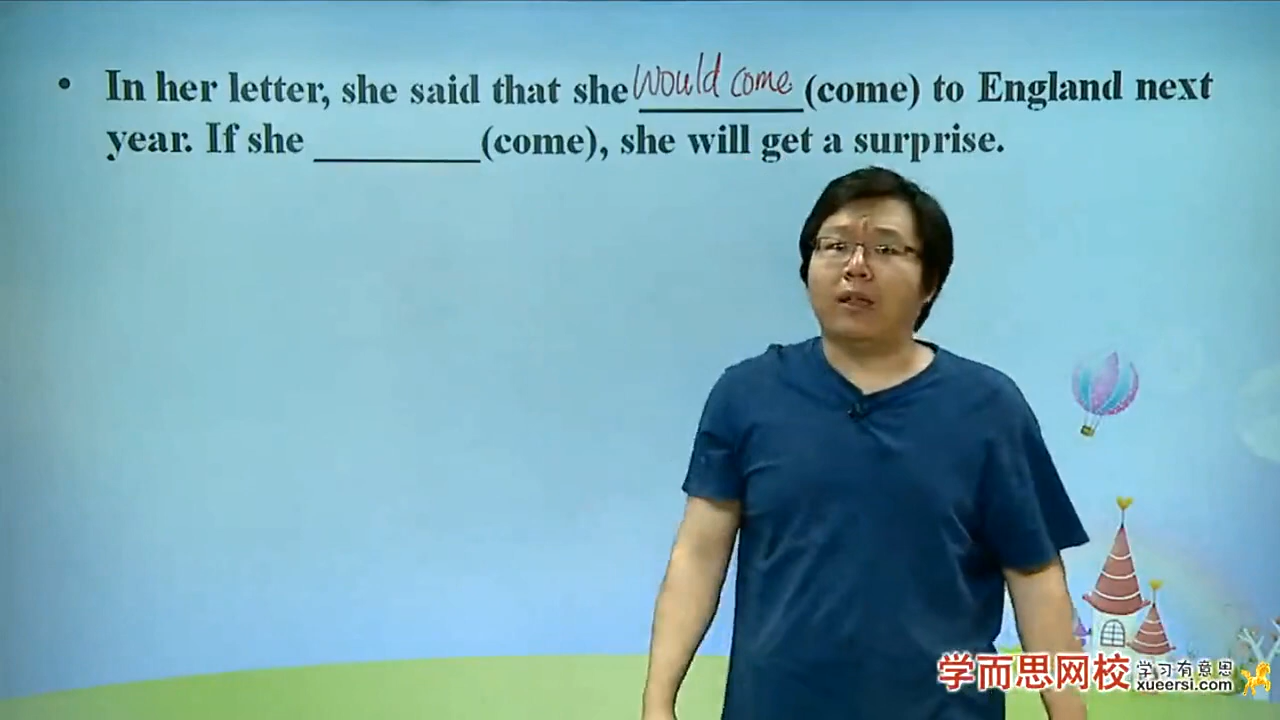 • In her letter, she said that she would come (come) to England next
year. If she ________(come), she will get a surprise.
学而思网校 学习有意思
xueersi.com